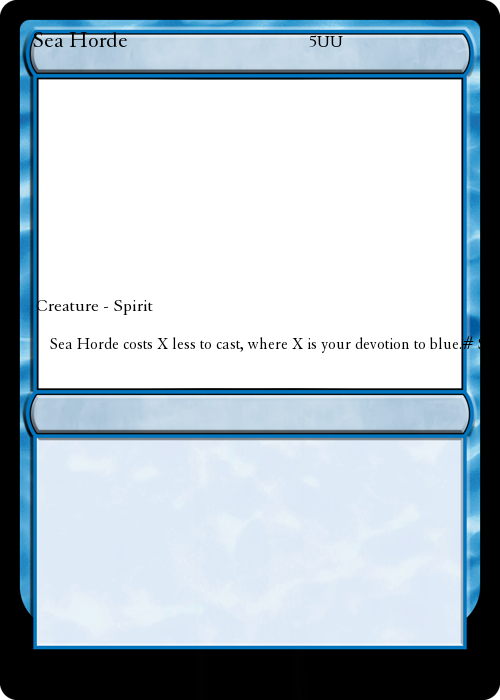 Sea Horde 5UU
Creature - Spirit
Sea Horde costs X less to cast, where X is your devotion to blue.#